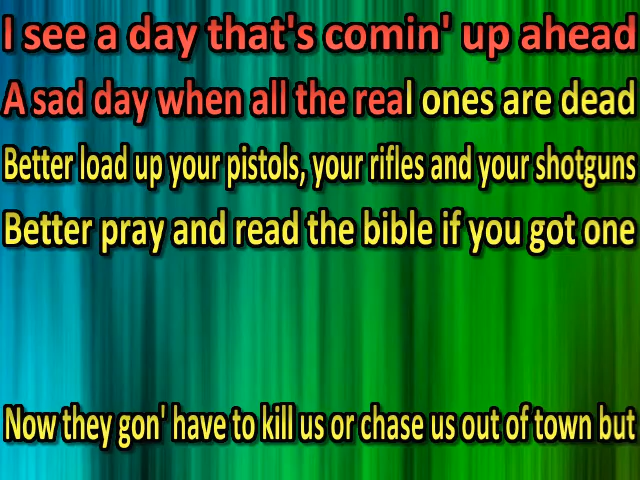 I see a day that's comin' up ahead
A sad day when all the real ones are dead
Better load up your pistols, your rifles and your shotguns
Better pray and read the bible if you got one
Now they gon' have to kill us or chase us out of town but